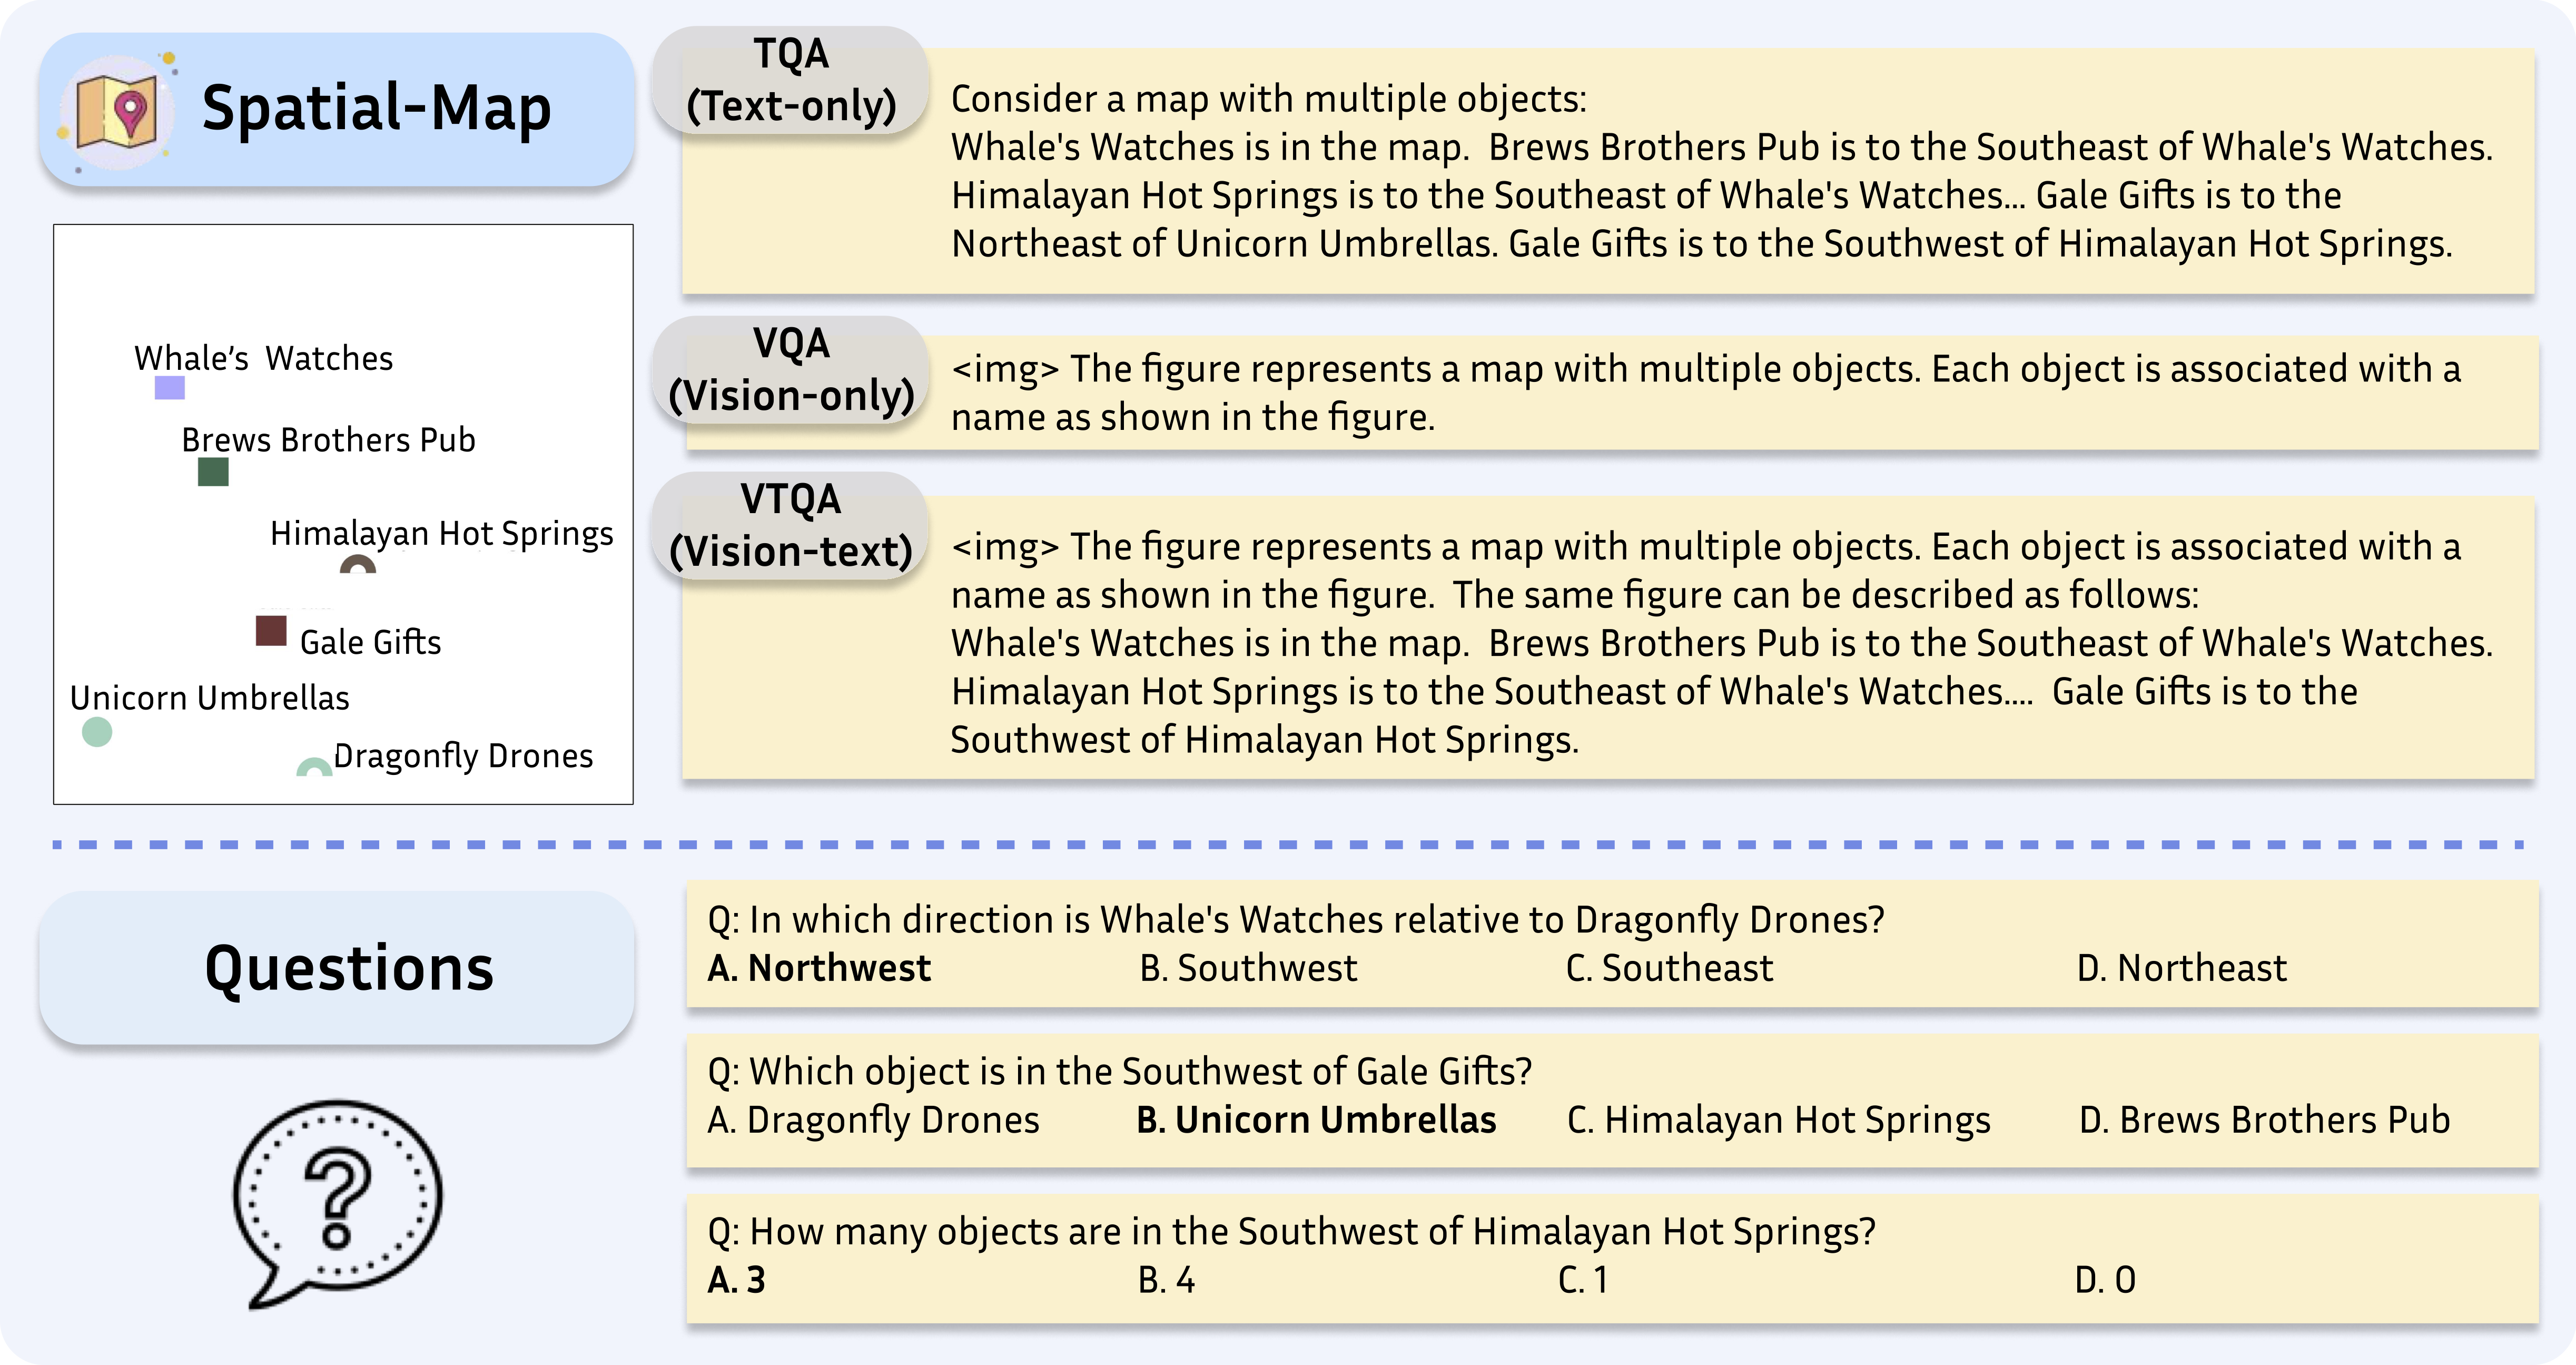 Spatial-Map
Whale’s  Watches
Brews Brothers Pub
Himalayan Hot Springs
Gale Gifts
Unicorn Umbrellas
Dragonfly Drones
TQA
(Text-only)
Consider a map with multiple objects:
Whale's Watches is in the map.  Brews Brothers Pub is to the Southeast of Whale's Watches.
Himalayan Hot Springs is to the Southeast of Whale's Watches... Gale Gifts is to the
Northeast of Unicorn Umbrellas. Gale Gifts is to the Southwest of Himalayan Hot Springs.
VQA
(Vision-only)
<img> The figure represents a map with multiple objects. Each object is associated with a
name as shown in the figure.
VTQA
(Vision-text)
<img> The figure represents a map with multiple objects. Each object is associated with a
name as shown in the figure.  The same figure can be described as follows:
Whale's Watches is in the map.  Brews Brothers Pub is to the Southeast of Whale's Watches.
Himalayan Hot Springs is to the Southeast of Whale's Watches....  Gale Gifts is to the
Southwest of Himalayan Hot Springs.
Questions
?
Q: In which direction is Whale's Watches relative to Dragonfly Drones?
A. Northwest B. Southwest C. Southeast D. Northeast
Q: Which object is in the Southwest of Gale Gifts?
A. Dragonfly Drones B. Unicorn Umbrellas C. Himalayan Hot Springs D. Brews Brothers Pub
Q: How many objects are in the Southwest of Himalayan Hot Springs?
A. 3 B. 4 C. 1 D. 0